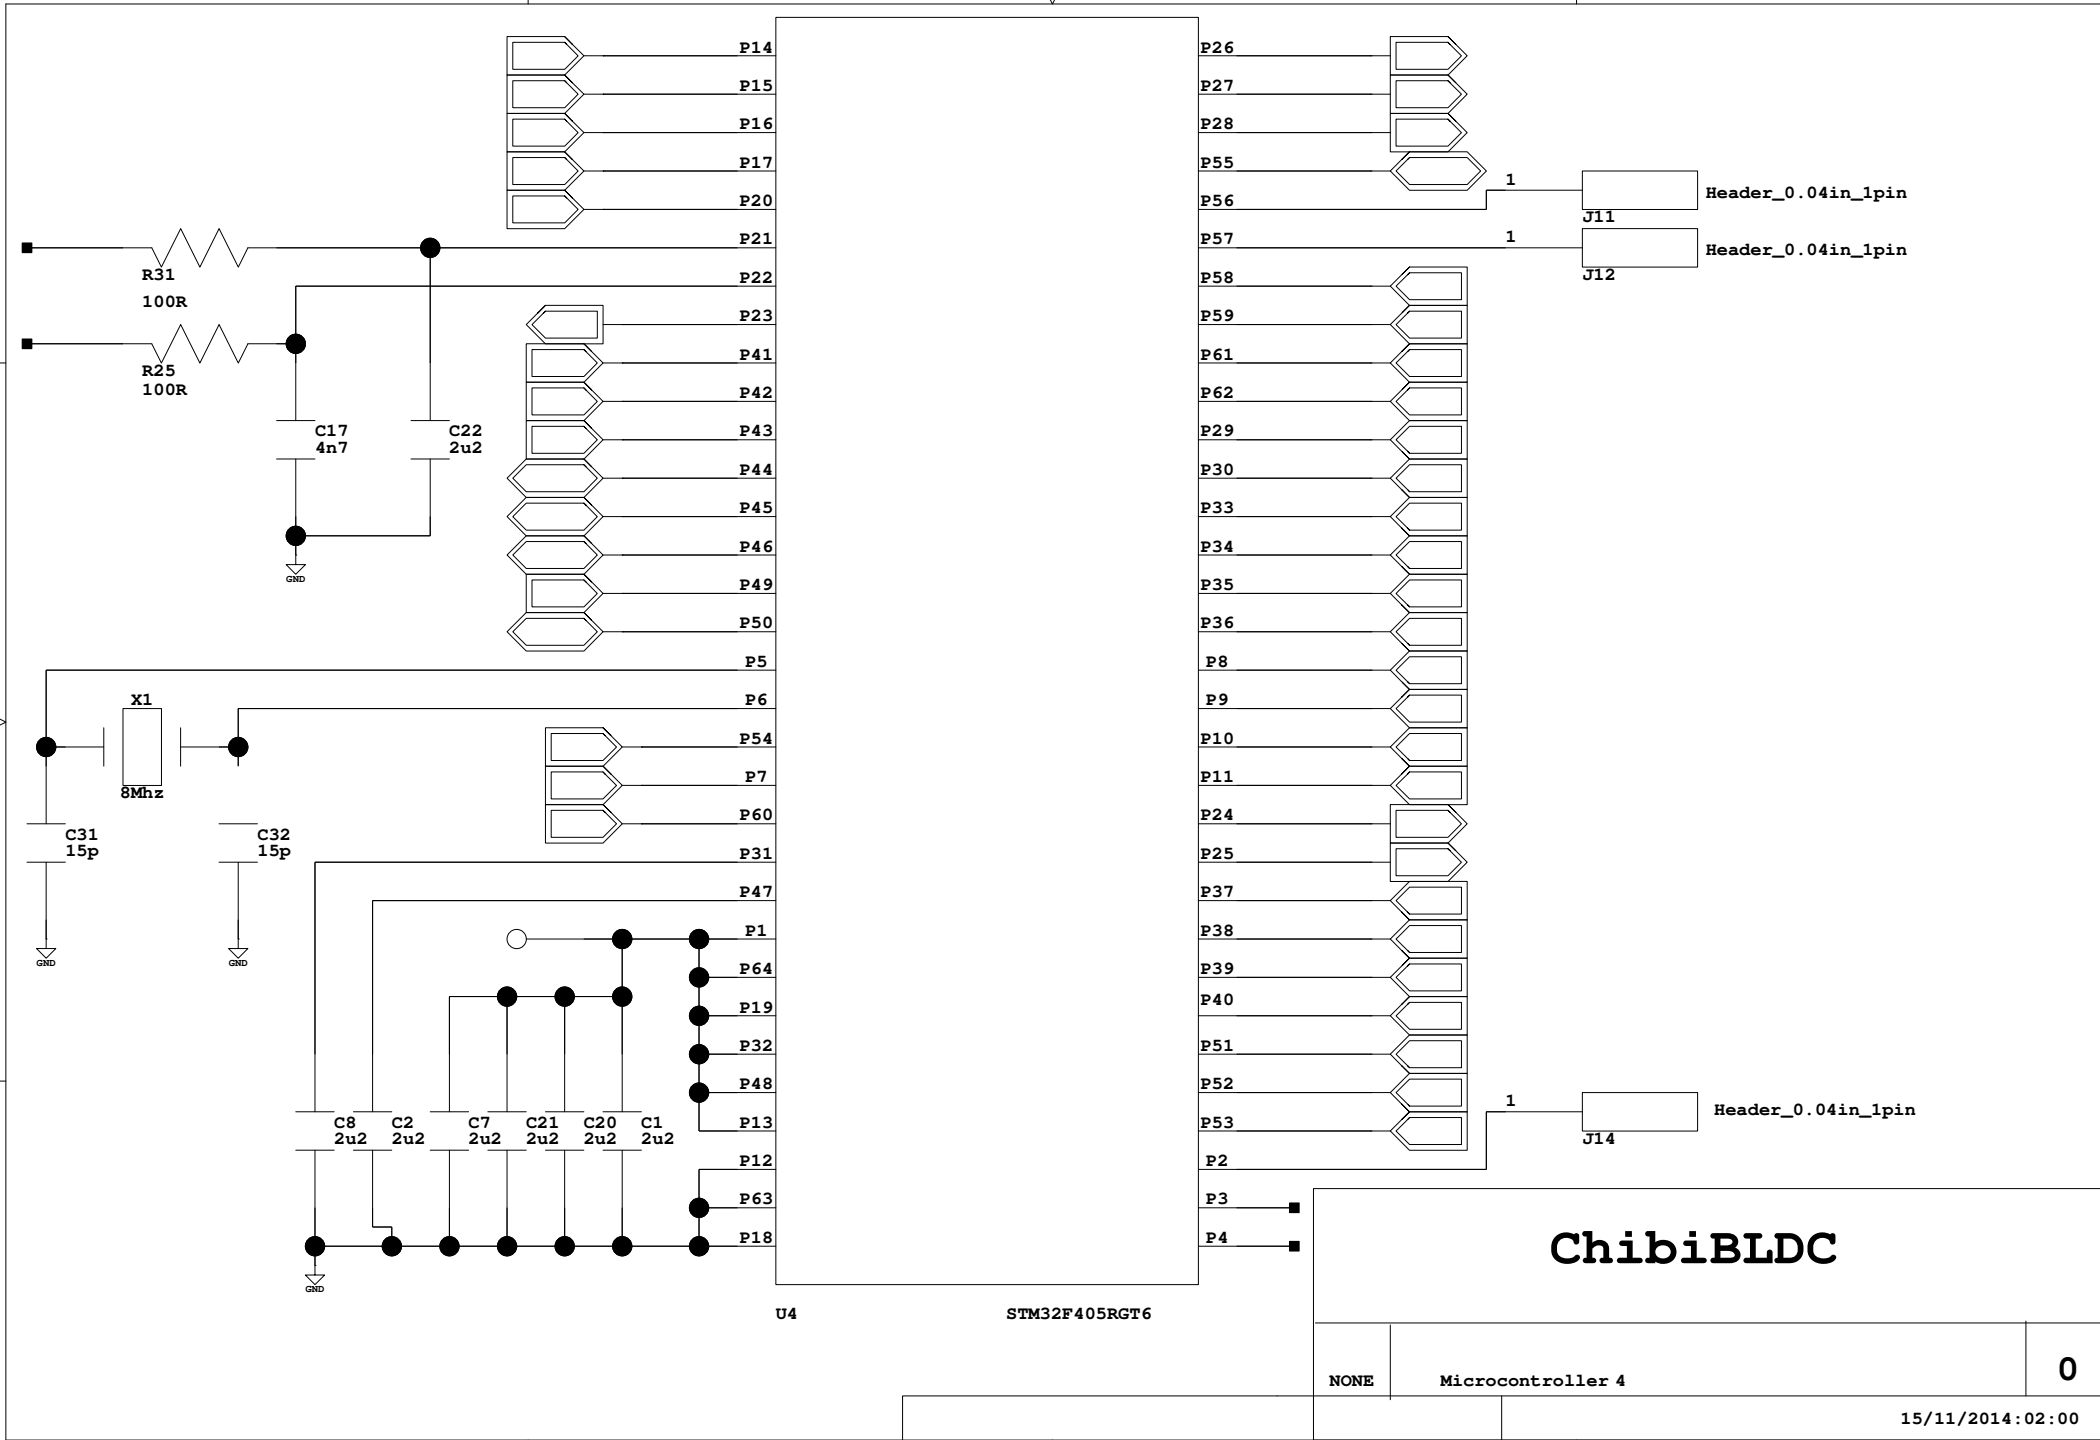 P14
P15
P16
P17
P20
P21
P22
P23
P41
P42
P43
P44
P45
P46
P49
P50
P5
P6
P54
P7
P60
P31
P47
P1
P64
P19
P32
P48
P13
P12
P63
P18
P26
P27
P28
P55
P56
P57
P58
P59
P61
P62
P29
P30
P33
P34
P35
P36
P8
P9
P10
P11
P24
P25
P37
P38
P39
P40
P51
P52
P53
P2
P3
P4
R31
100R
R25
100R
C17
4n7
C22
2u2
GND
X1
8Mhz
C31
15p
C32
15p
GND
GND
C8
2u2
C2
2u2
C7
2u2
C21
2u2
C20
2u2
C1
2u2
GND
1
J11
Header_0.04in_1pin
1
J12
Header_0.04in_1pin
1
J14
Header_0.04in_1pin
U4
STM32F405RGT6
ChibiBLDC
NONE
Microcontroller 4
0
15/11/2014:02:00